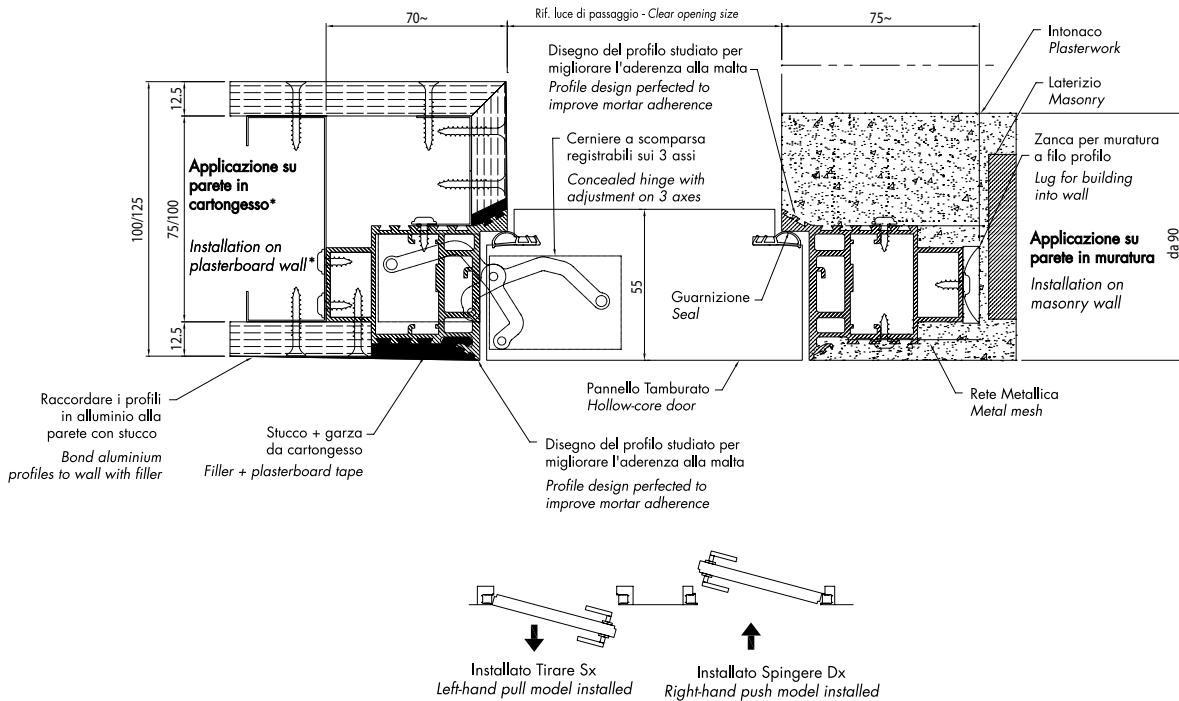 70~
Rif. luce di passaggio - Clear opening size
75~
Disegno del profilo studiato per
migliorare l'aderenza alla malta
Profile design perfected to
improve mortar adherence
Intonaco
Plasterwork
Laterizio
Masonry
Cerniere a scomparsa
registrabili sui 3 assi
Concealed hinge with
adjustment on 3 axes
Zanca per muratura
a filo profilo
Lug for building
into wall
12.5
100/125
75/100
12.5
Applicazione su
parete in
cartongesso*
Installation on
plasterboard wall*
55
Applicazione su
parete in muratura
Installation on
masonry wall
da 90
Guarnizione
Seal
Raccordare i profili
in alluminio alla
parete con stucco
Bond aluminium
profiles to wall with filler
Stucco + garza
da cartongesso
Filler + plasterboard tape
Pannello Tamburato
Hollow-core door
Rete Metallica
Metal mesh
Disegno del profilo studiato per
migliorare l'aderenza alla malta
Profile design perfected to
improve mortar adherence
Installato Tirare Sx
Left-hand pull model installed
Installato Spingere Dx
Right-hand push model installed